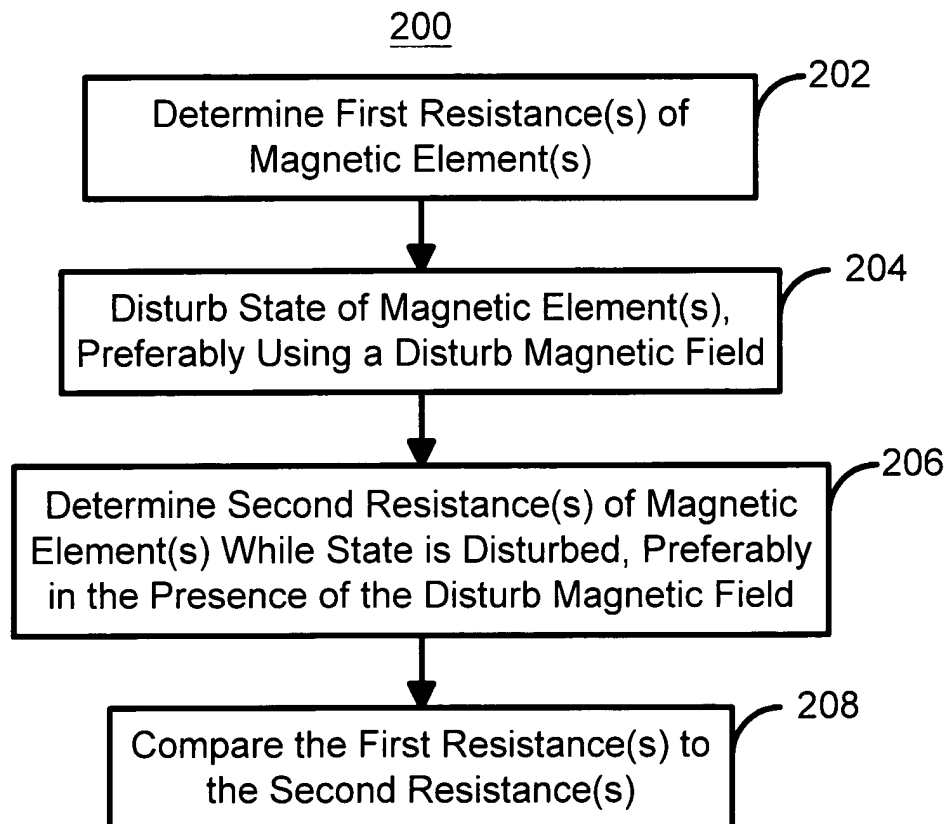 200
202
Determine First Resistance(s) of
Magnetic Element(s)
204
Disturb State of Magnetic Element(s),
Preferably Using a Disturb Magnetic Field
206
Determine Second Resistance(s) of Magnetic
Element(s) While State is Disturbed, Preferably
in the Presence of the Disturb Magnetic Field
208
Compare the First Resistance(s) to
the Second Resistance(s)